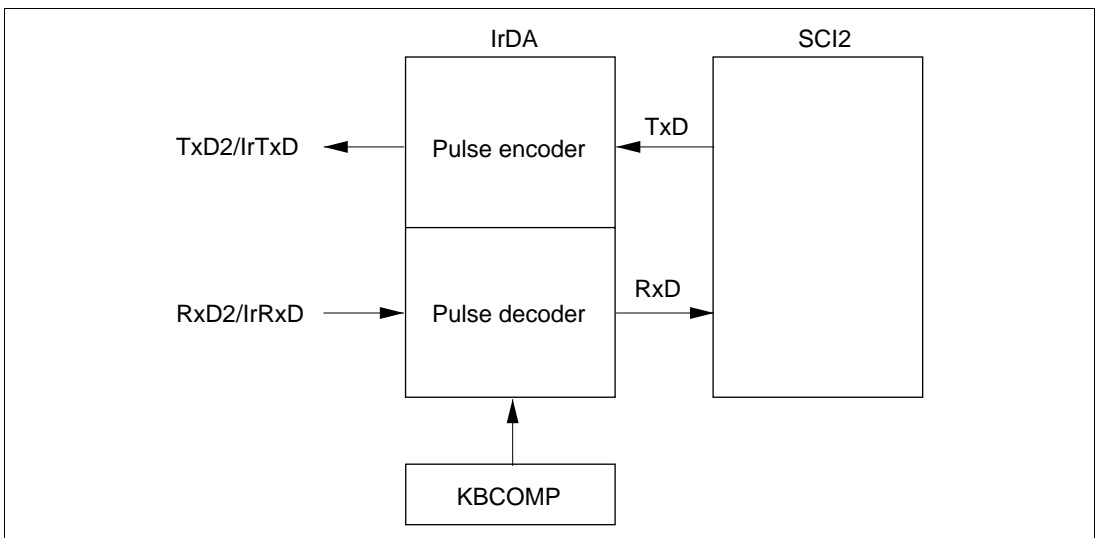 IrDA
SCI2
TxD2/IrTxD
Pulse encoder
TxD
RxD2/IrRxD
Pulse decoder
RxD
KBCOMP